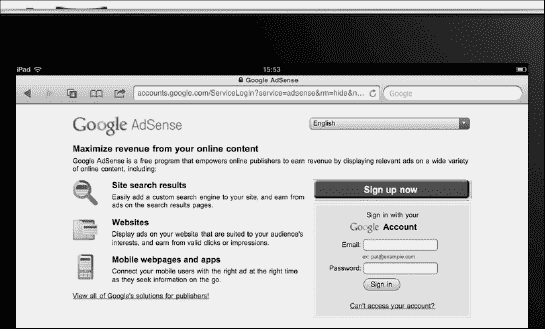 iPad
15:53
Google AdSense
accounts.google.com/ServiceLogin?service=adsense&rm=hide&n...
Google
Google AdSense
English
Maximize revenue from your online content
Google AdSense is a free program that empowers online publishers to earn revenue by displaying relevant ads on a wide variety
of online content, including:
Site search results
Easily add a custom search engine to your site, and earn from
ads on the search results pages.
Websites
Display ads on your website that are suited to your audience's
interests, and earn from valid clicks or impressions.
Mobile webpages and apps
Connect your mobile users with the right ad at the right time
as they seek information on the go.
View all of Google's solutions for publishers!
Sign up now
Sign in with your
Google Account
Email:
ex: pat@example.com
Password:
Sign in
Can't access your account?